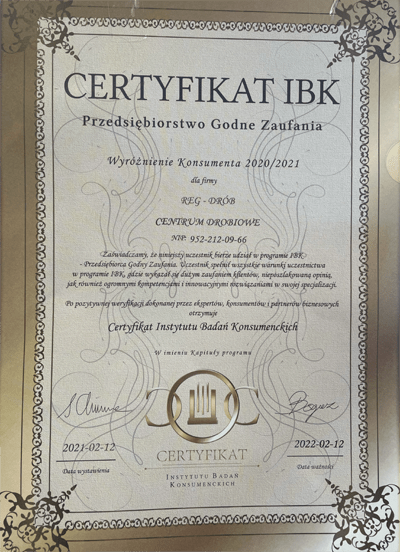 CERTYFIKAT IBK
Przedsiębiorstwo Godne Zaufania
Wyróżnienie Konsumenta 2020/2021
dla firmy
REG - DRÓB
CENTRUM DROBIOWE
NIP: 952-212-09-66
Zaświadczamy, że niniejszy uczestnik bierze udział w programie IBK
- Przedsiębiorca Godny Zaufania. Uczestnik spełnił wszystkie warunki uczestnictwa
w programie IBK, gdzie wykazał się dużym zaufaniem klientów, nieposzlakowaną opinią,
jak również ogromnymi kompetencjami i innowacyjnymi rozwiązaniami w swojej specjalizacji.
Po pozytywnej weryfikacji dokonanej przez ekspertów, konsumentów i partnerów biznesowych
otrzymuje
Certyfikat Instytutu Badań Konsumenckich
W imieniu Kapituły programu
2021-02-12
Data wystawienia
CERTYFIKAT
INSTYTUTU BADAŃ
KONSUMENCKICH
2022-02-12
Data ważności